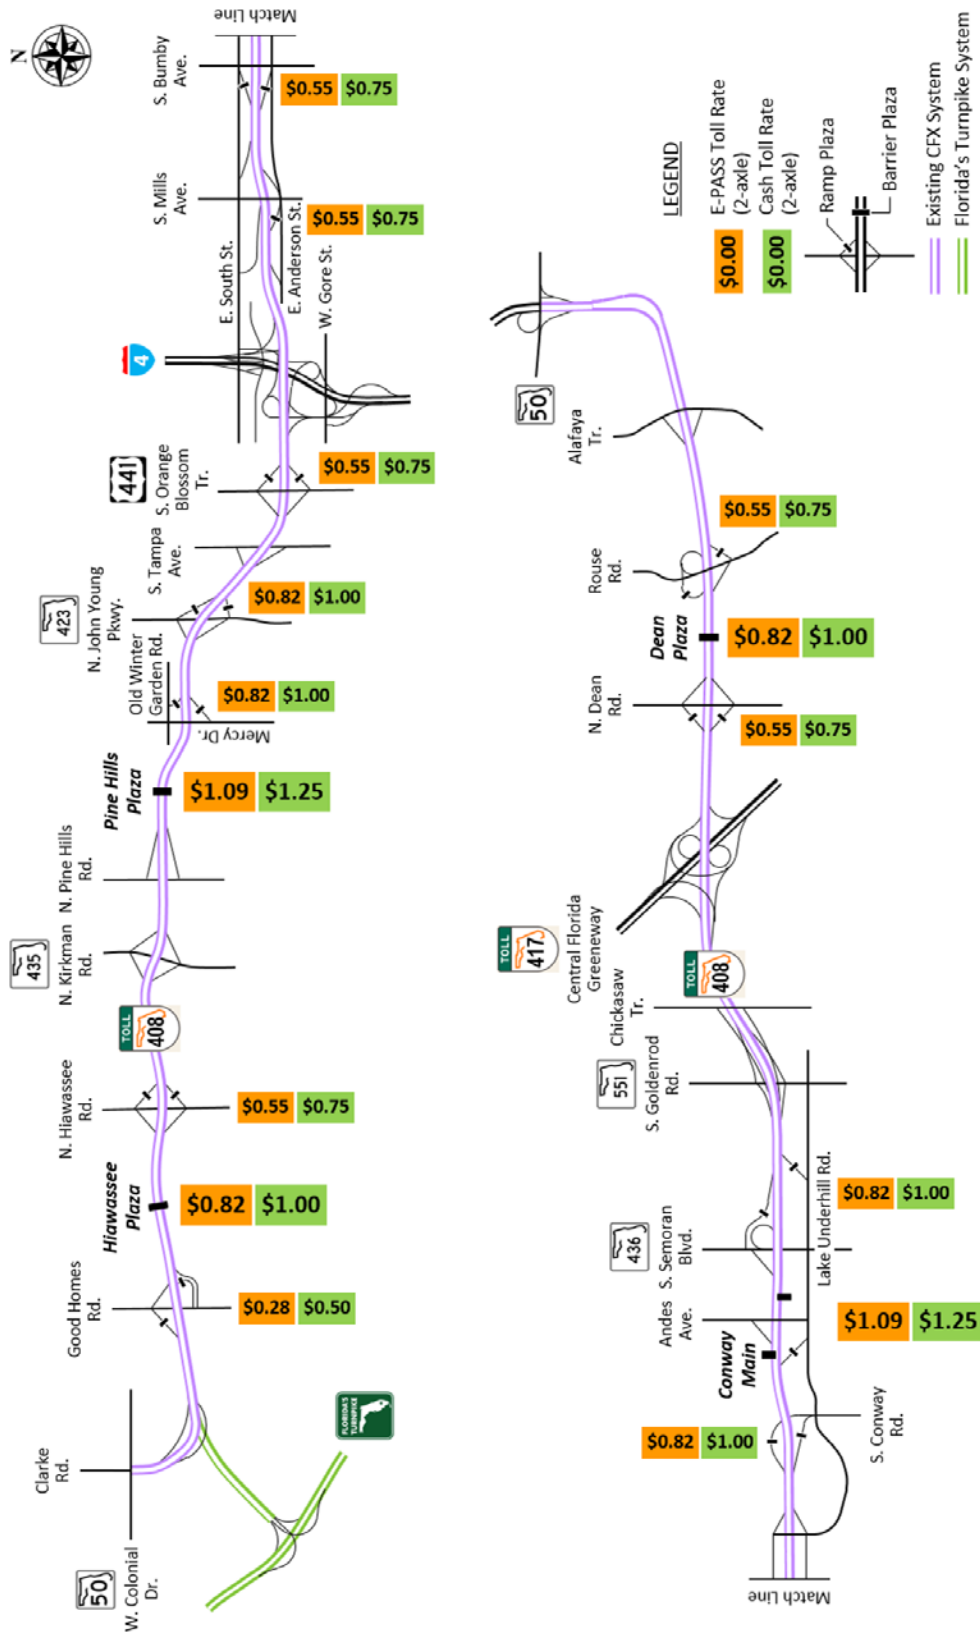 N
50
W. Colonial
Dr.
Clarke
Rd.
FLORIDA'S
TURNPIKE
Good Homes
Rd.
$0.28
$0.50
Hiawassee
Plaza
$0.82
$1.00
N. Hiawassee
Rd.
$0.55
$0.75
TOLL
408
435
N. Kirkman
Rd.
N. Pine Hills
Rd.
Pine Hills
Plaza
$1.09
$1.25
Old Winter
Garden Rd.
Mercy Dr.
$0.82
$1.00
423
N. John Young
Pkwy.
$0.82
$1.00
S. Tampa
Ave.
441
S. Orange
Blossom
Tr.
$0.55
$0.75
4
E. South St.
E. Anderson St.
W. Gore St.
S. Mills
Ave.
$0.55
$0.75
S. Bumby
Ave.
$0.55
$0.75
Match Line
Match Line
$0.82
$1.00
S. Conway
Rd.
Conway
Main
Andes
Ave.
$1.09
$1.25
436
S. Semoran
Blvd.
Lake Underhill Rd.
$0.82
$1.00
551
S. Goldenrod
Rd.
Chickasaw
Tr.
TOLL
408
TOLL
417
Central Florida
Greeneway
N. Dean
Rd.
$0.55
$0.75
Dean
Plaza
$0.82
$1.00
Rouse
Rd.
$0.55
$0.75
Alafaya
Tr.
50
LEGEND
$0.00
E-PASS Toll Rate
(2-axle)
$0.00
Cash Toll Rate
(2-axle)
Ramp Plaza
Barrier Plaza
Existing CFX System
Florida's Turnpike System